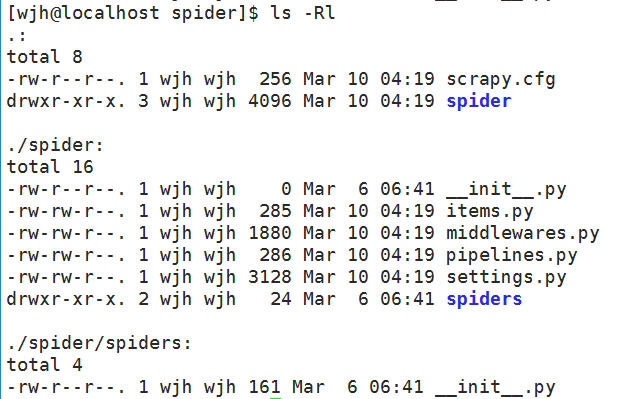 [wjh@localhost spider]$ ls -Rl
.:
total 8
-rw-r--r--. 1 wjh wjh  256 Mar 10 04:19 scrapy.cfg
drwxr-xr-x. 3 wjh wjh 4096 Mar 10 04:19 spider

./spider:
total 16
-rw-r--r--. 1 wjh wjh    0 Mar  6 06:41 __init__.py
-rw-rw-r--. 1 wjh wjh  285 Mar 10 04:19 items.py
-rw-rw-r--. 1 wjh wjh 1880 Mar 10 04:19 middlewares.py
-rw-rw-r--. 1 wjh wjh  286 Mar 10 04:19 pipelines.py
-rw-rw-r--. 1 wjh wjh 3128 Mar 10 04:19 settings.py
drwxr-xr-x. 2 wjh wjh   24 Mar  6 06:41 spiders

./spider/spiders:
total 4
-rw-r--r--. 1 wjh wjh 161 Mar  6 06:41 __init__.py